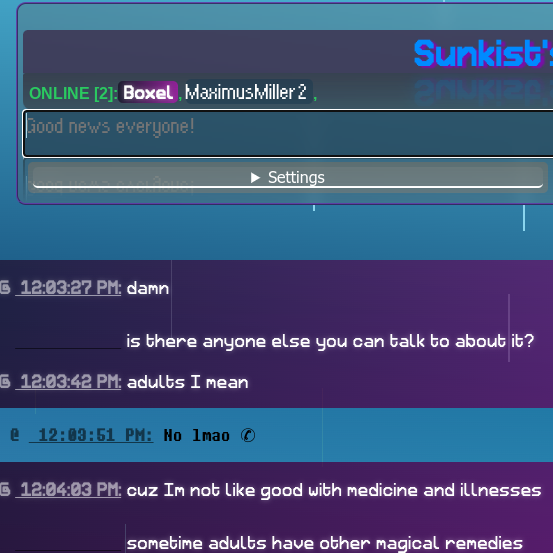 Sunkist's
ONLINE [2]: Boxel, MaximusMiller2,
Good news everyone!
▶ Settings
G 12:03:27 PM: damn
is there anyone else you can talk to about it?
G 12:03:42 PM: adults I mean
@ 12:03:51 PM: No lmao ✆
G 12:04:03 PM: cuz Im not like good with medicine and illnesses
sometime adults have other magical remedies